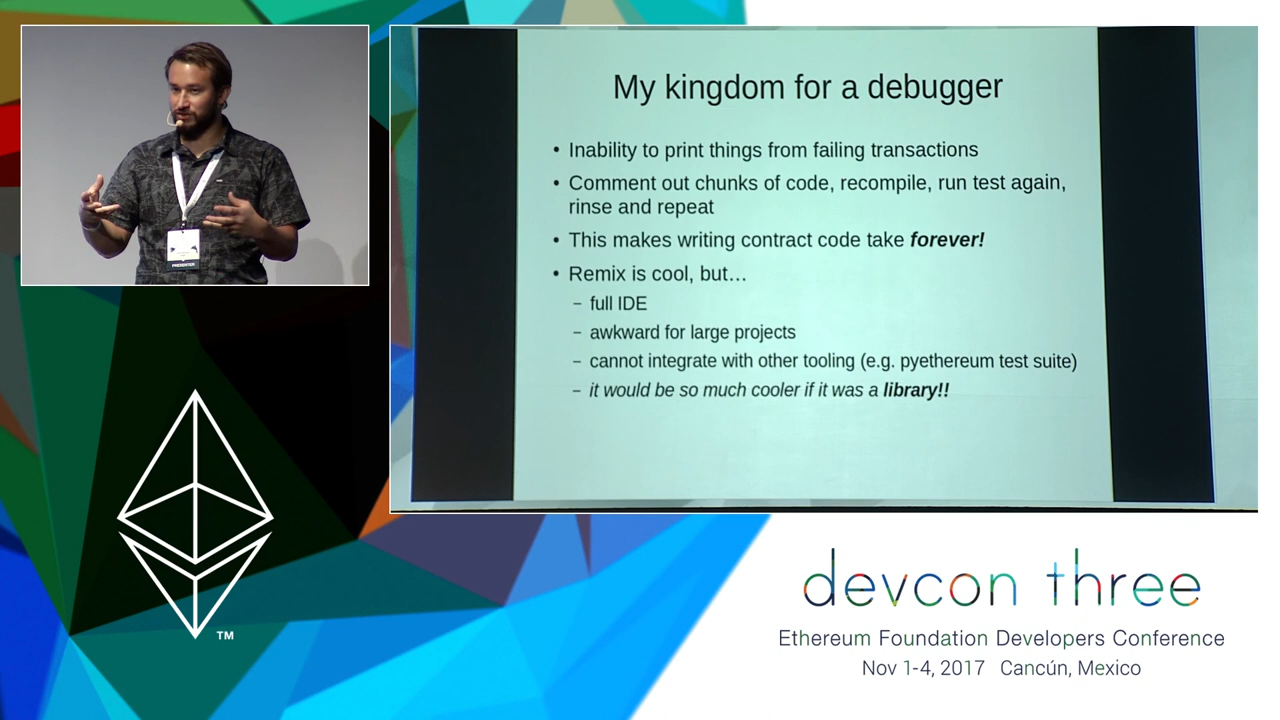 My kingdom for a debugger
• Inability to print things from failing transactions
• Comment out chunks of code, recompile, run test again,
rinse and repeat
• This makes writing contract code take forever!
• Remix is cool, but…
– full IDE
– awkward for large projects
– cannot integrate with other tooling (e.g. pyethereum test suite)
– it would be so much cooler if it was a library!!
PRESENTER
TM
devcon three
Ethereum Foundation Developers Conference
Nov 1-4, 2017 Cancún, Mexico